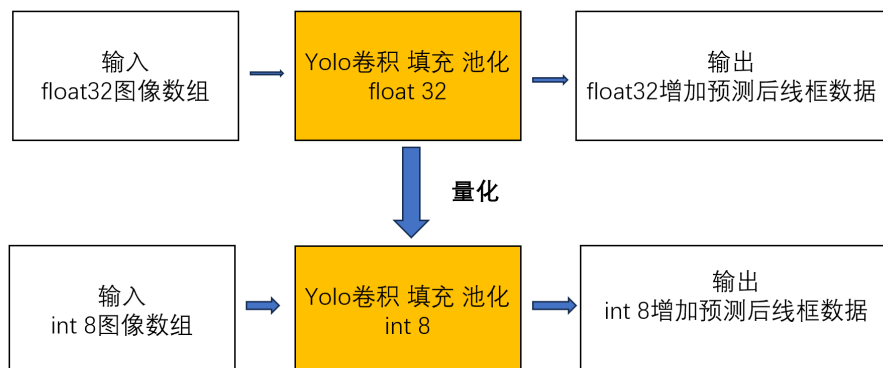 输入
float32图像数组
Yolo卷积 填充 池化
float 32
输出
float32增加预测后线框数据
量化
输入
int 8图像数组
Yolo卷积 填充 池化
int 8
输出
int 8增加预测后线框数据